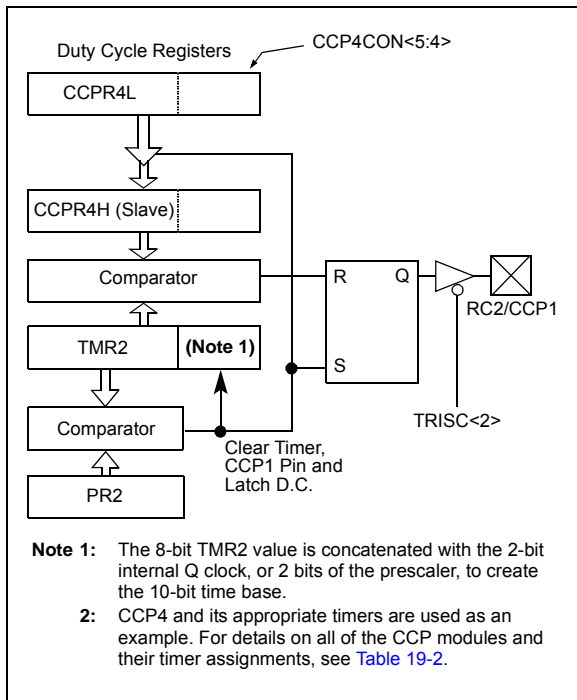 Duty Cycle Registers
CCP4CON<5:4>
CCPR4L
CCPR4H (Slave)
Comparator
R
Q
RC2/CCP1
TMR2
(Note 1)
S
TRISC<2>
Comparator
Clear Timer,
CCP1 Pin and
Latch D.C.
PR2
Note 1: The 8-bit TMR2 value is concatenated with the 2-bit
internal Q clock, or 2 bits of the prescaler, to create
the 10-bit time base.
2: CCP4 and its appropriate timers are used as an
example. For details on all of the CCP modules and
their timer assignments, see Table 19-2.